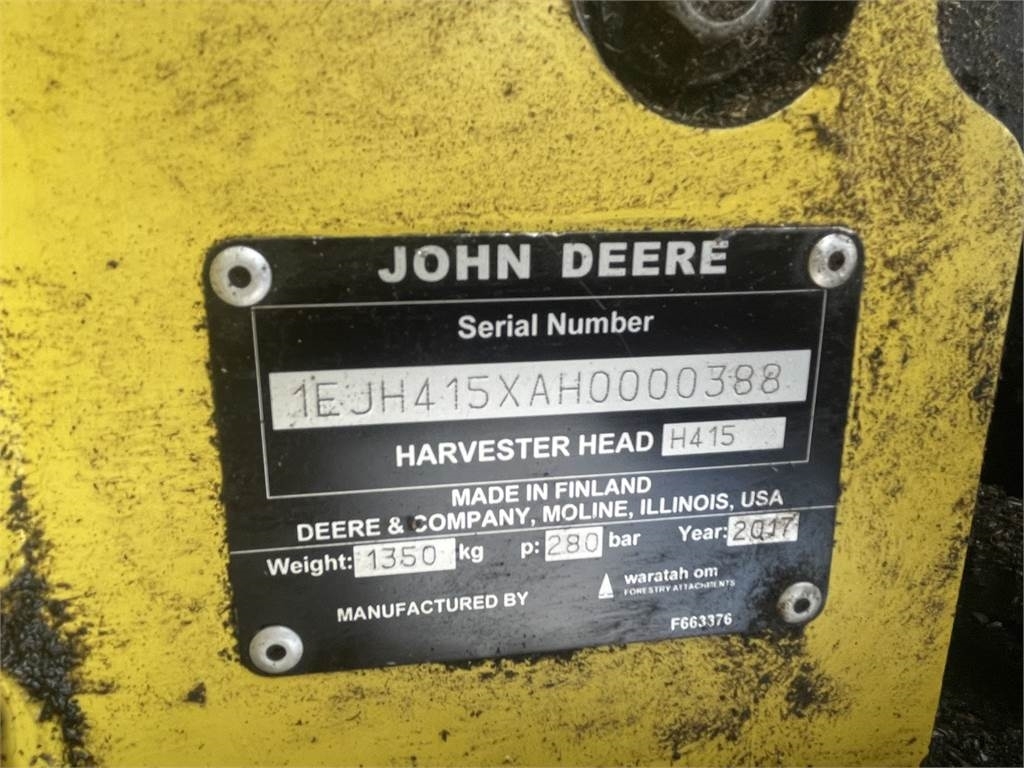 JOHN DEERE
Serial Number
1EJH415XAH0000388
HARVESTER HEAD H415
MADE IN FINLAND
DEERE & COMPANY, MOLINE, ILLINOIS, USA
Weight: 1350 kg p: 280 bar Year: 2017
waratah om
FORESTRY ATTACHMENTS
MANUFACTURED BY
F663376